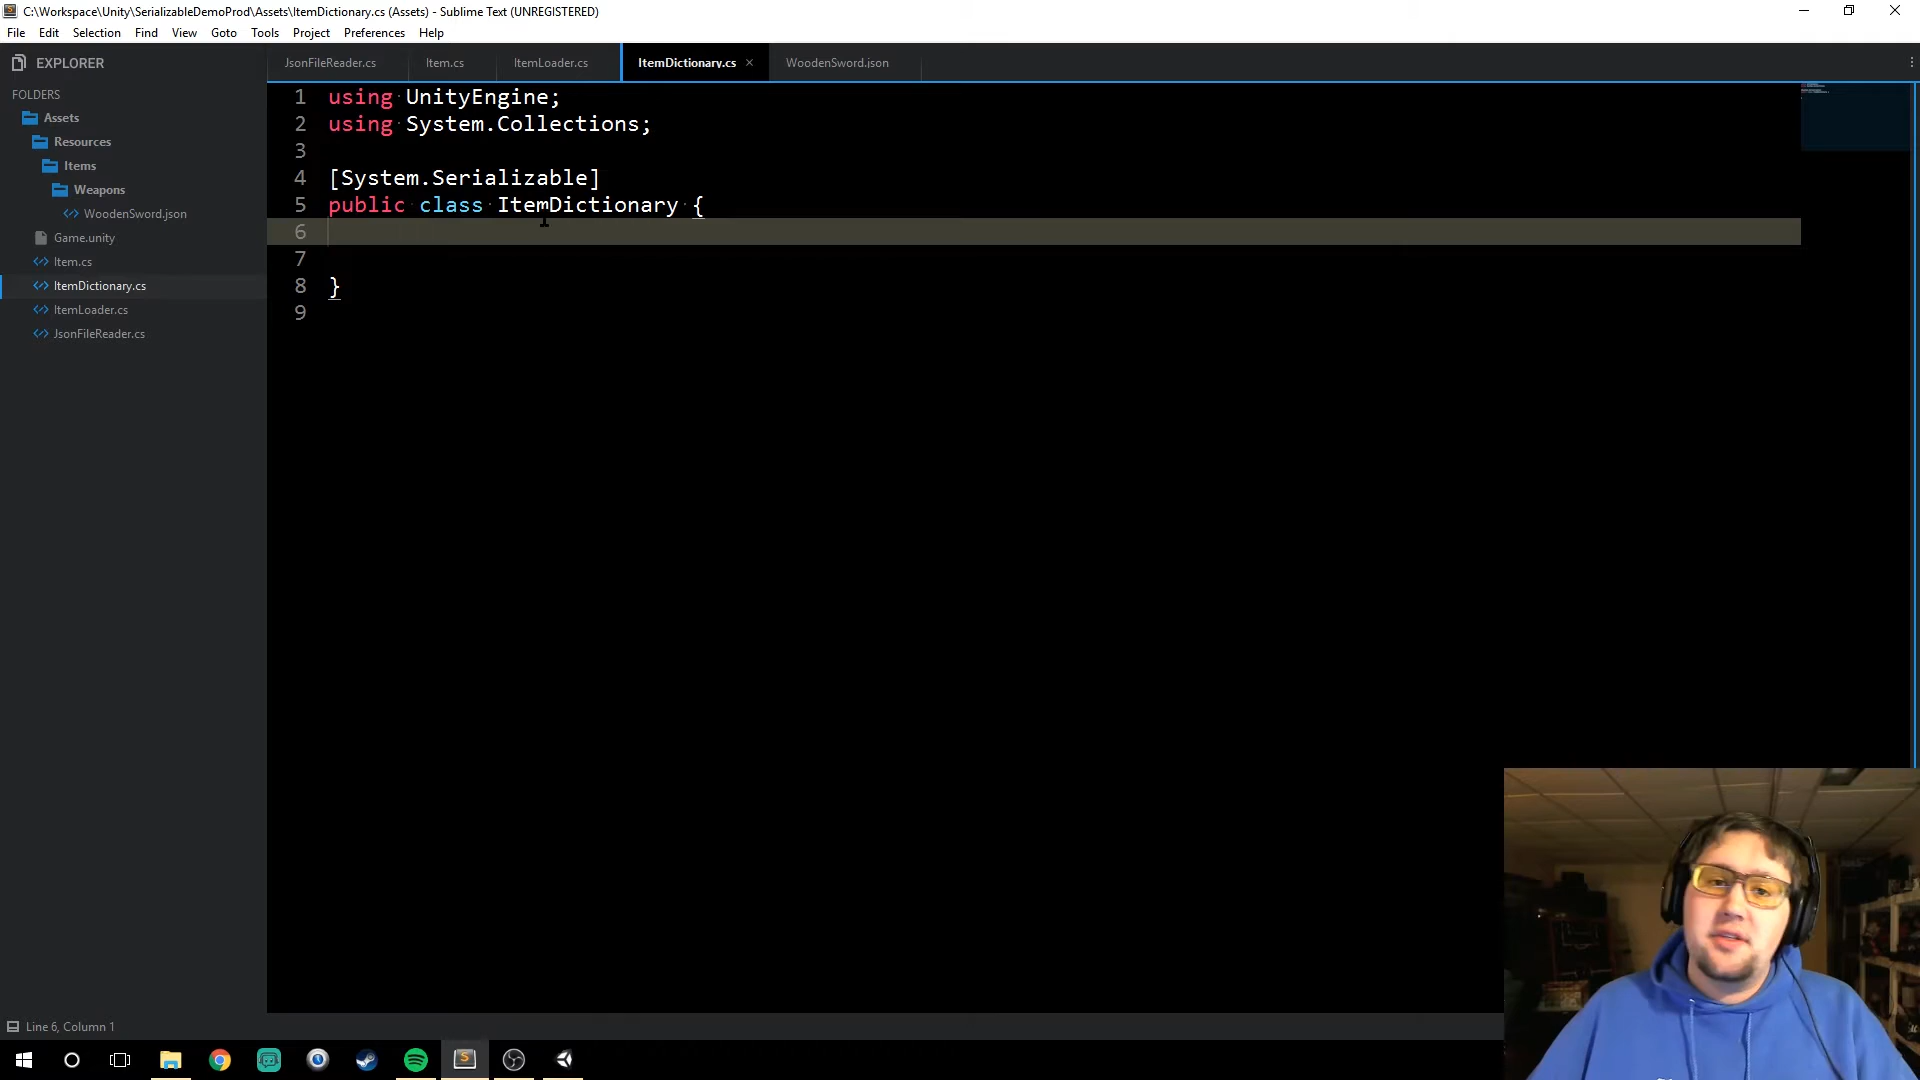 C:\Workspace\Unity\SerializableDemoProd\Assets\ItemDictionary.cs (Assets) - Sublime Text (UNREGISTERED)
File Edit Selection Find View Goto Tools Project Preferences Help
EXPLORER
JsonFileReader.cs Item.cs ItemLoader.cs ItemDictionary.cs × WoodenSword.json
FOLDERS
Assets
Resources
Items
Weapons
WoodenSword.json
Game.unity
Item.cs
ItemDictionary.cs
ItemLoader.cs
JsonFileReader.cs
1 using UnityEngine;
2 using System.Collections;
3
4 [System.Serializable]
5 public class ItemDictionary {
6
7
8 }
9
Line 6, Column 1